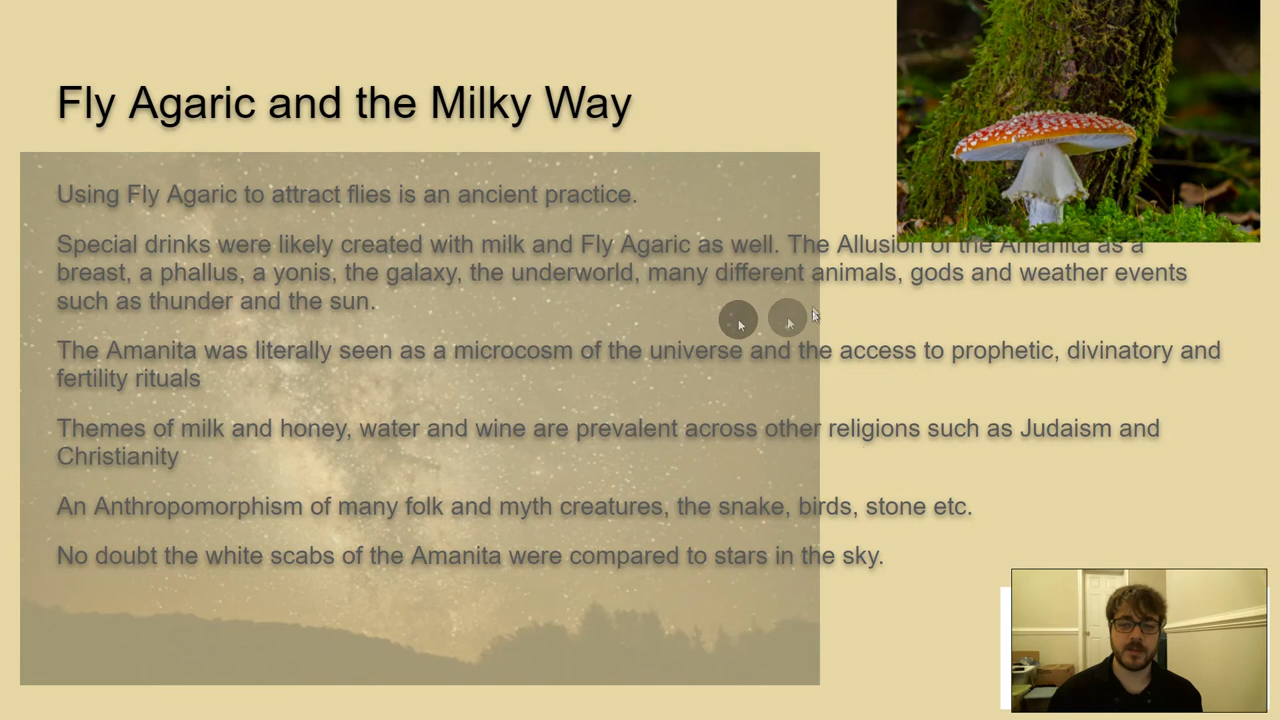 Fly Agaric and the Milky Way
Using Fly Agaric to attract flies is an ancient practice.
Special drinks were likely created with milk and Fly Agaric as well. The Allusion of the Amanita as a
breast, a phallus, a yonis, the galaxy, the underworld, many different animals, gods and weather events
such as thunder and the sun.
The Amanita was literally seen as a microcosm of the universe and the access to prophetic, divinatory and
fertility rituals
Themes of milk and honey, water and wine are prevalent across other religions such as Judaism and
Christianity
An Anthropomorphism of many folk and myth creatures, the snake, birds, stone etc.
No doubt the white scabs of the Amanita were compared to stars in the sky.